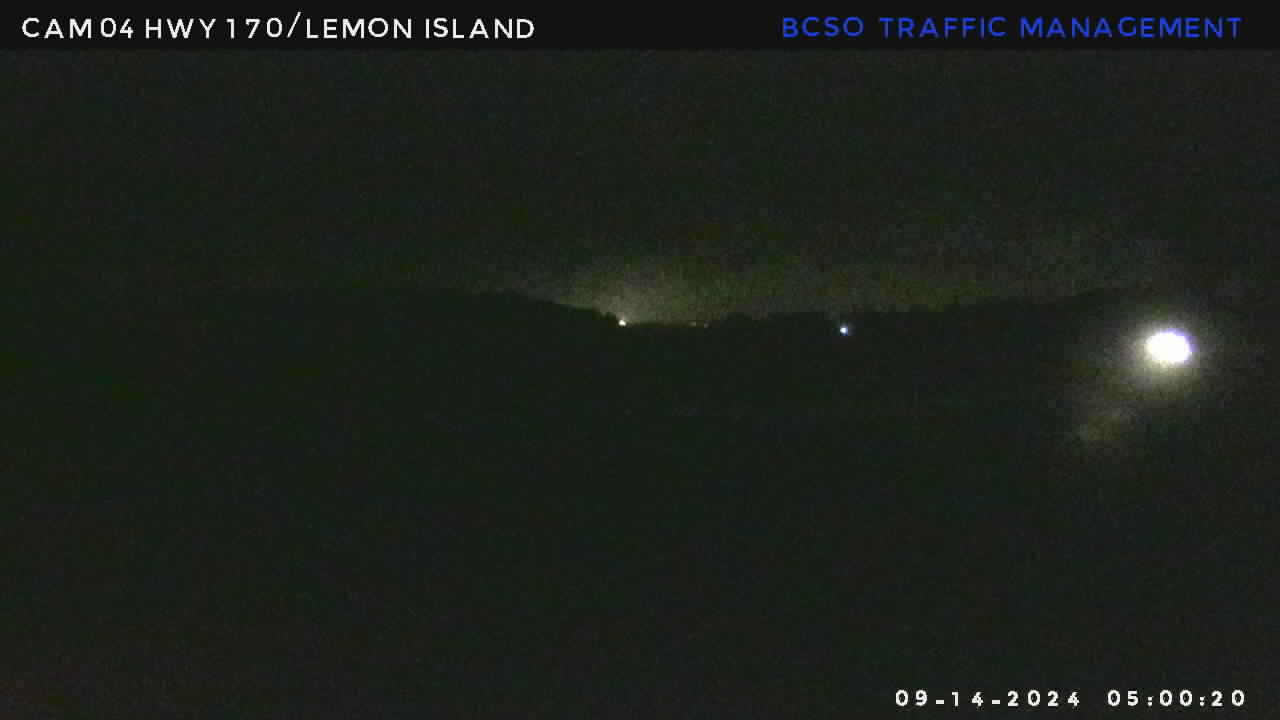 CAM04 HWY 170/LEMON ISLAND
BCSO TRAFFIC MANAGEMENT
09-14-2024 05:00:20